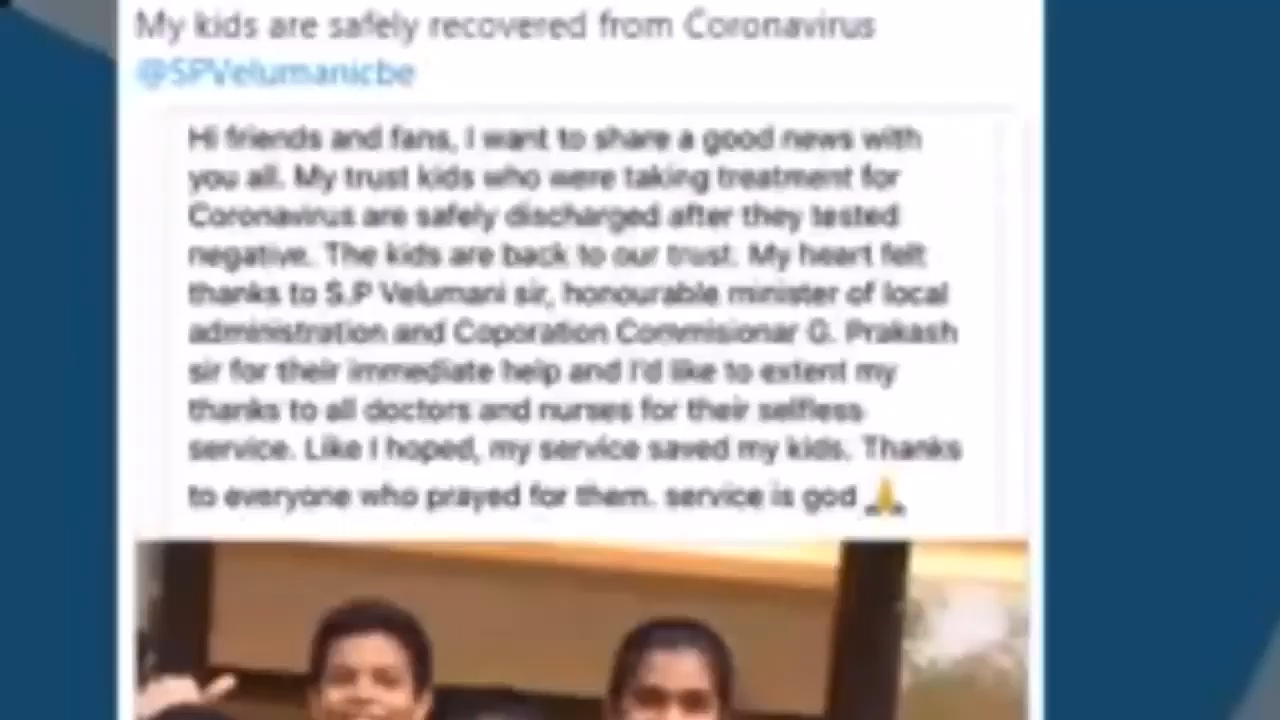 My kids are safely recovered from Coronavirus
@SPVelumanicbe
Hi friends and fans, I want to share a good news with
you all. My trust kids who were taking treatment for
Coronavirus are safely discharged after they tested
negative. The kids are back to our trust. My heart felt
thanks to S.P Velumani sir, honourable minister of local
administration and Coporation Commisionar G. Prakash
sir for their immediate help and I'd like to extent my
thanks to all doctors and nurses for their selfless
service. Like I hoped, my service saved my kids. Thanks
to everyone who prayed for them. service is god 🙏